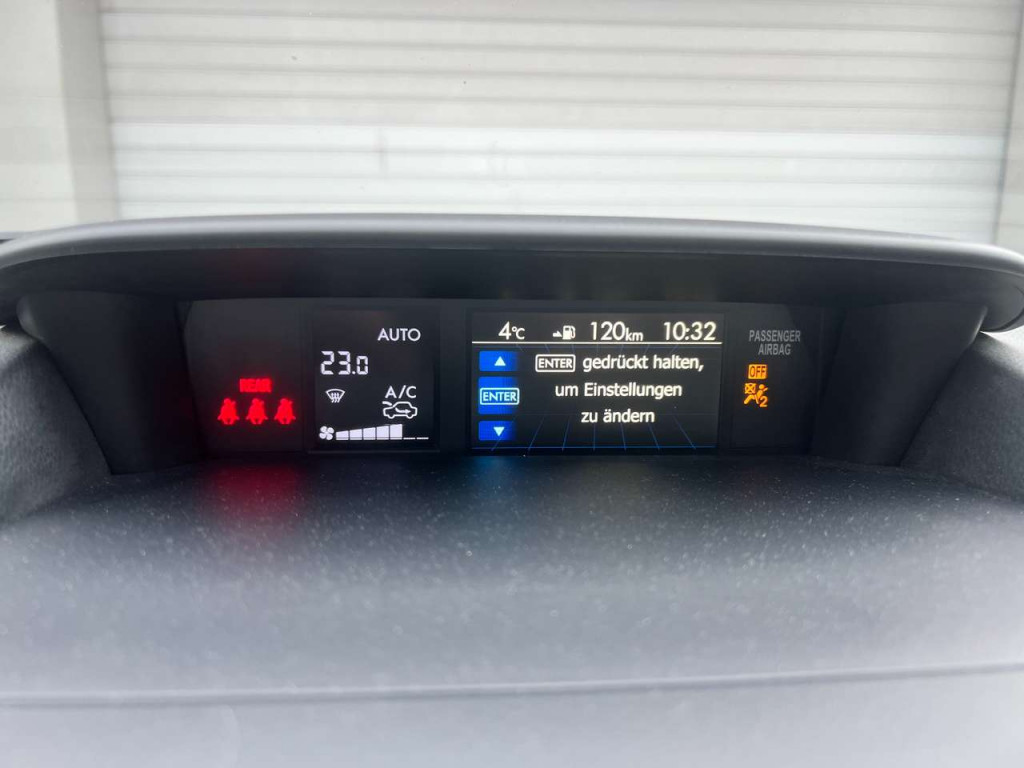 REAR
AUTO
23.0
A/C
4°C 120km 10:32
ENTER gedrückt halten,
um Einstellungen
zu ändern
ENTER
PASSENGER
AIRBAG
OFF
2